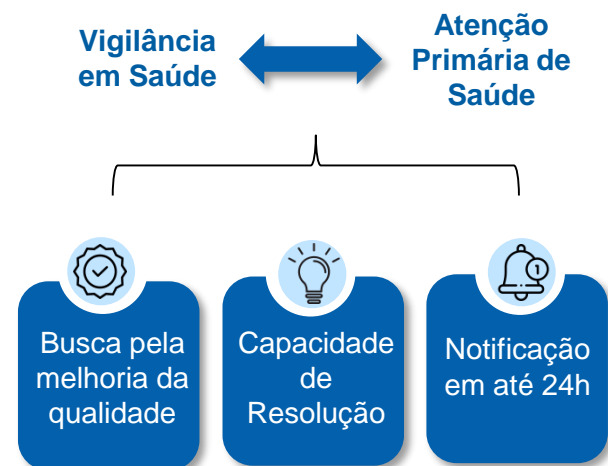 Vigilância
em Saúde
Atenção
Primária de
Saúde
Busca pela
melhoria da
qualidade
Capacidade
de
Resolução
1
Notificação
em até 24h